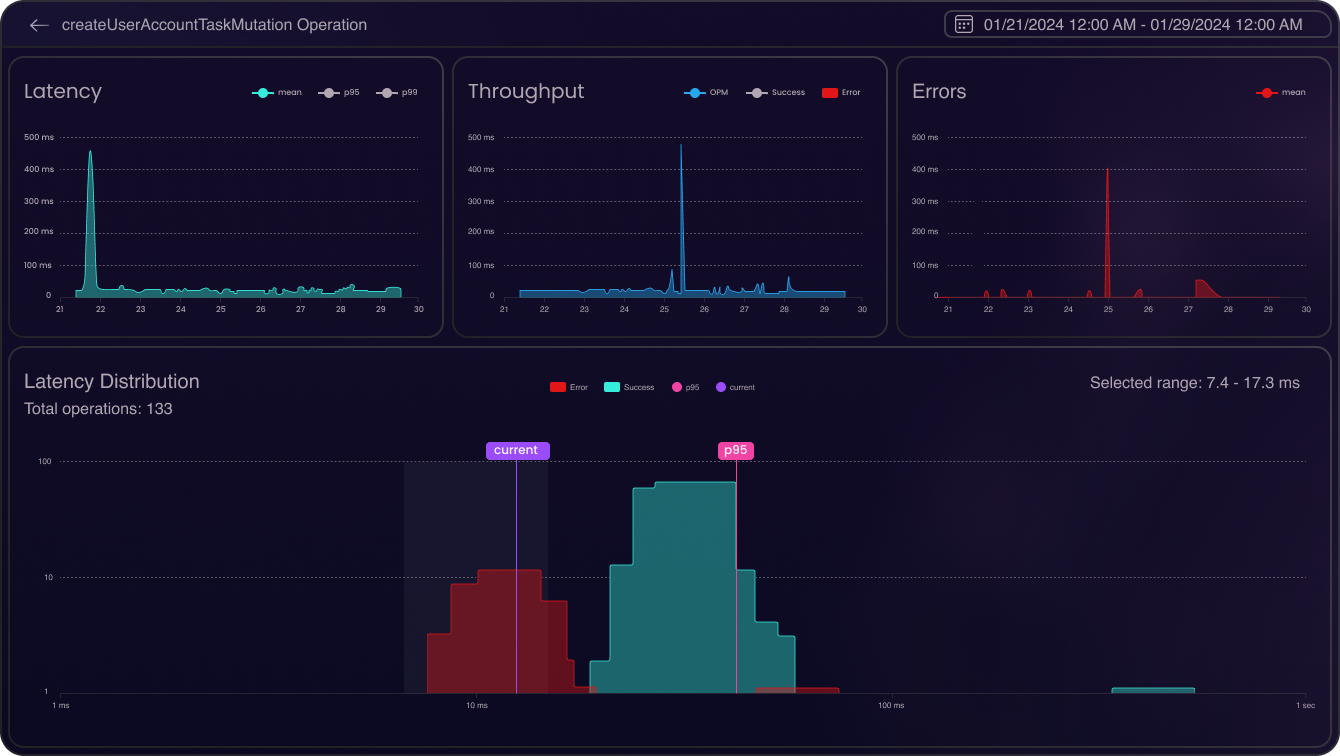 createUserAccountTaskMutation Operation
01/21/2024 12:00 AM - 01/29/2024 12:00 AM
Latency
mean p95 p99
500 ms
400 ms
300 ms
200 ms
100 ms
0
21 22 23 24 25 26 27 28 29 30
Throughput
OPM Success Error
500 ms
400 ms
300 ms
200 ms
100 ms
0
21 22 23 24 25 26 27 28 29 30
Errors
mean
500 ms
400 ms
300 ms
200 ms
100 ms
0
21 22 23 24 25 26 27 28 29 30
Latency Distribution
Total operations: 133
Error Success p95 current
Selected range: 7.4 - 17.3 ms
current p95
100
10
1
1 ms 10 ms 100 ms 1 sec